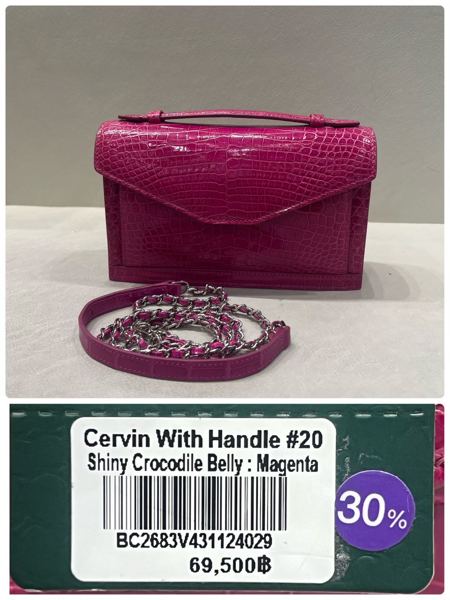 Cervin With Handle #20
Shiny Crocodile Belly : Magenta
BC2683V431124029
69,500฿
30%